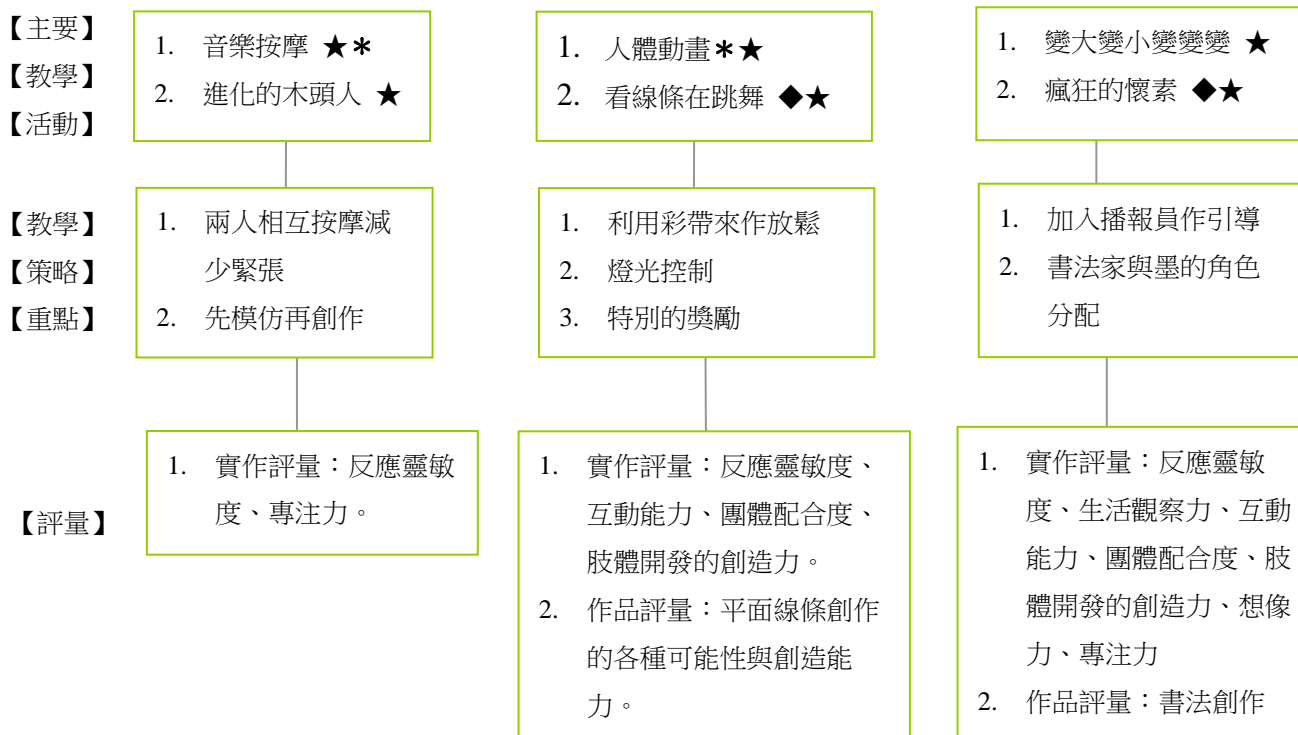 【主要】
【教學】
【活動】
1. 音樂按摩 ★＊
2. 進化的木頭人 ★
1. 人體動畫＊★
2. 看線條在跳舞 ◆★
1. 變大變小變變變 ★
2. 瘋狂的懷素 ◆★
【教學】
【策略】
【重點】
1. 兩人相互按摩減
少緊張
2. 先模仿再創作
1. 利用彩帶來作放鬆
2. 燈光控制
3. 特別的獎勵
1. 加入播報員作引導
2. 書法家與墨的角色
分配
【評量】
1. 實作評量：反應靈敏
度、專注力。
1. 實作評量：反應靈敏度、
互動能力、團體配合度、
肢體開發的創造力。
2. 作品評量：平面線條創作
的各種可能性與創造能
力。
1. 實作評量：反應靈敏
度、生活觀察力、互動
能力、團體配合度、肢
體開發的創造力、想像
力、專注力
2. 作品評量：書法創作